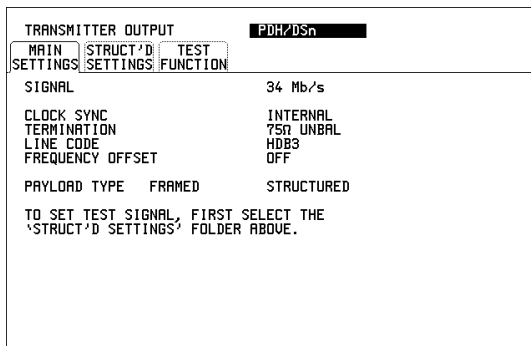 TRANSMITTER OUTPUT PDH/DSn
MAIN SETTINGS
STRUCT'D SETTINGS
TEST FUNCTION
SIGNAL 34 Mb/s
CLOCK SYNC INTERNAL
TERMINATION 75Ω UNBAL
LINE CODE HDB3
FREQUENCY OFFSET OFF
PAYLOAD TYPE FRAMED STRUCTURED
TO SET TEST SIGNAL, FIRST SELECT THE
'STRUCT'D SETTINGS' FOLDER ABOVE.